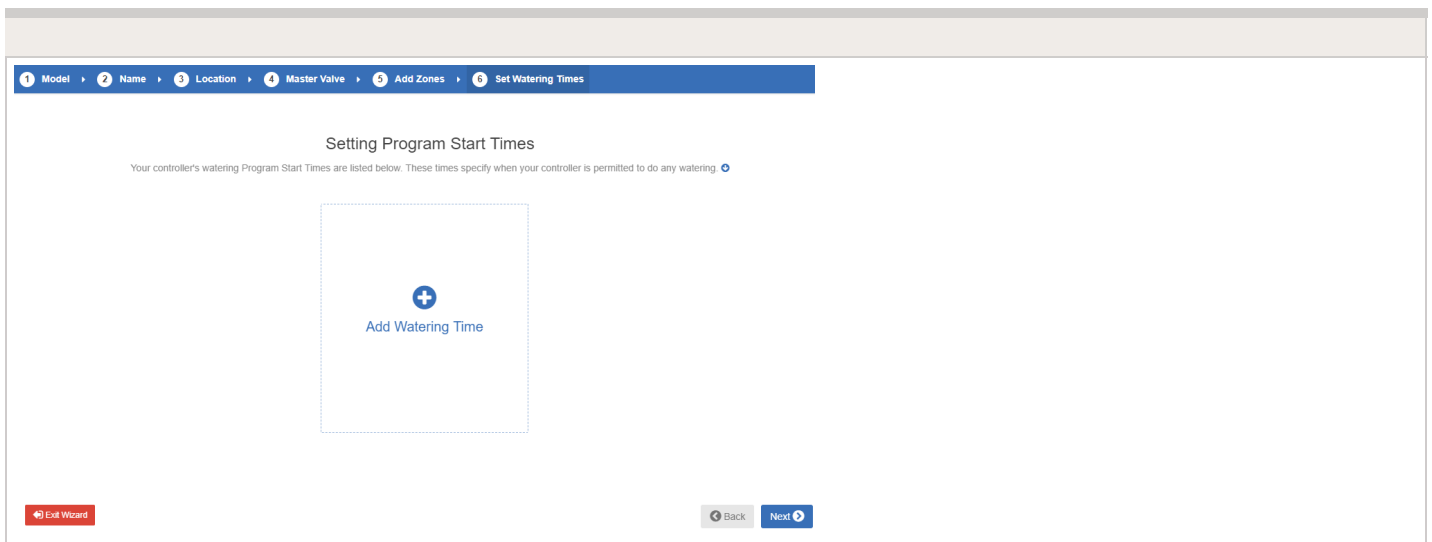 1 Model 2 Name 3 Location 4 Master Valve 5 Add Zones 6 Set Watering Times
Setting Program Start Times
Your controller's watering Program Start Times are listed below. These times specify when your controller is permitted to do any watering.
Add Watering Time
Exit Wizard
Back Next